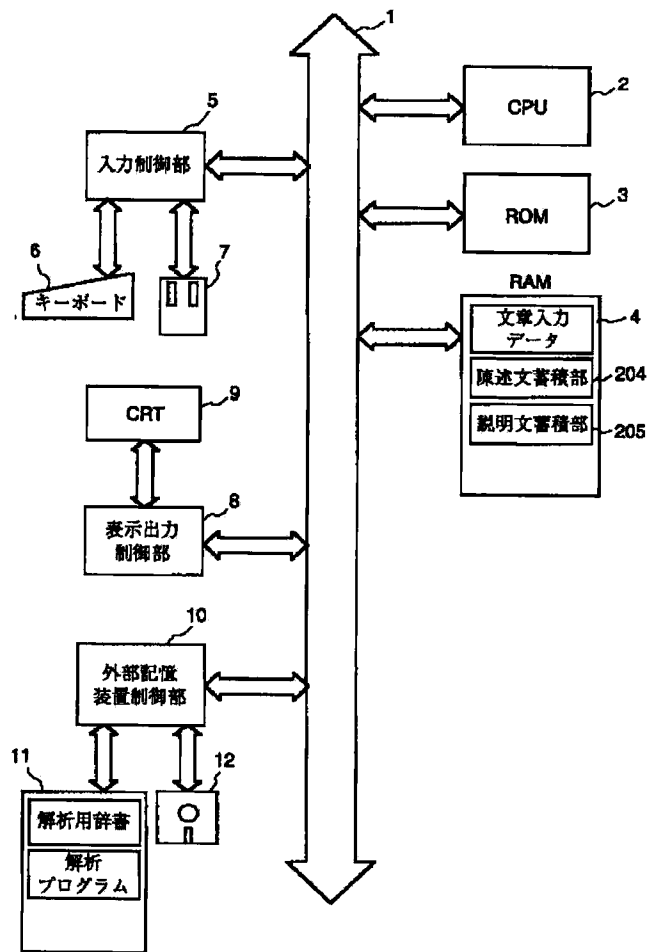 1
2
CPU
3
ROM
RAM
4
文章入力
データ
陳述文蓄積部
204
説明文蓄積部
205
5
入力制御部
6
キーボード
7
9
CRT
8
表示出力
制御部
10
外部記憶
装置制御部
11
解析用辞書
解析
プログラム
12